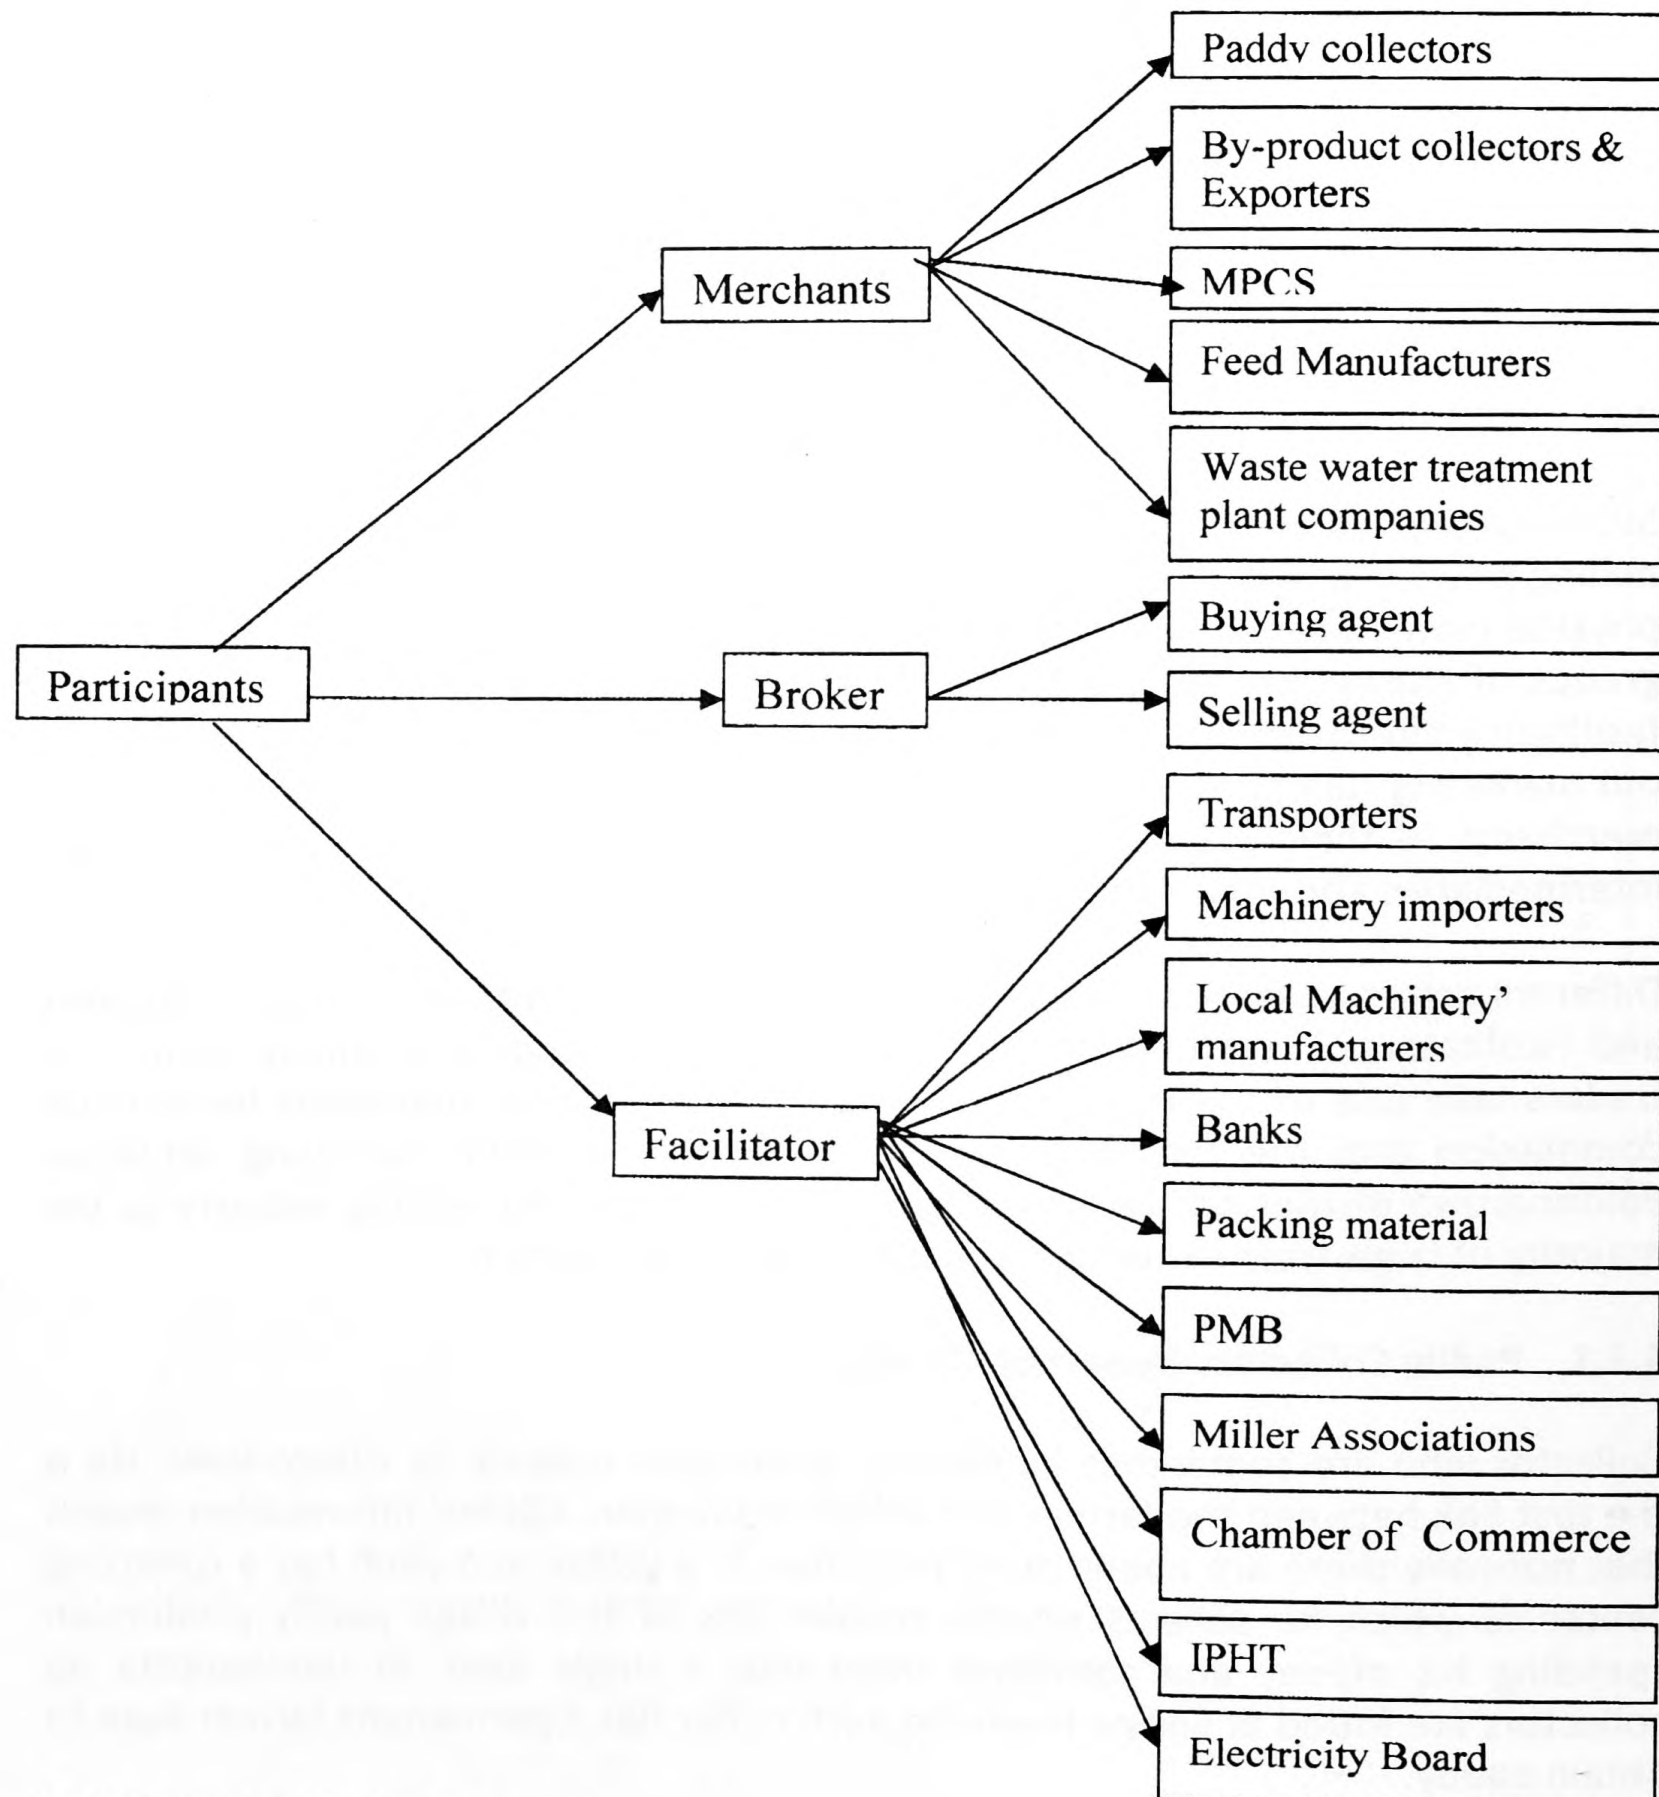 Paddy collectors
By-product collectors &
Exporters
MPCS
Feed Manufacturers
Waste water treatment
plant companies
Merchants
Buying agent
Selling agent
Participants
Broker
Transporters
Machinery importers
Local Machinery’
manufacturers
Banks
Packing material
PMB
Miller Associations
Chamber of Commerce
IPHT
Electricity Board
Facilitator